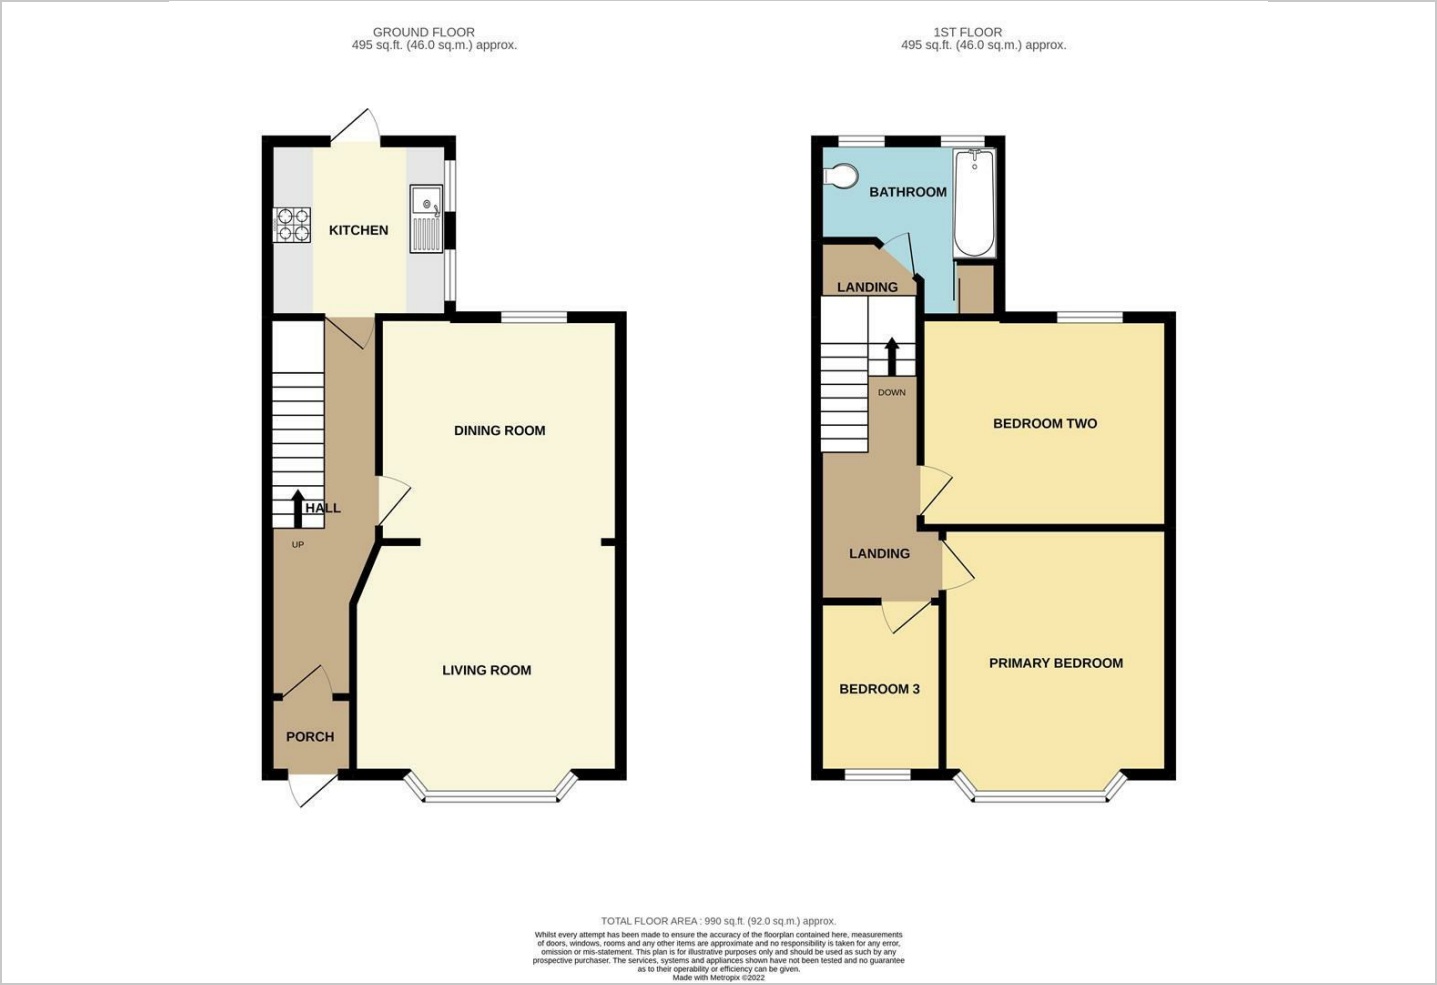 GROUND FLOOR
495 sq.ft. (46.0 sq.m.) approx.
KITCHEN
DINING ROOM
HALL
UP
LIVING ROOM
PORCH
1ST FLOOR
495 sq.ft. (46.0 sq.m.) approx.
BATHROOM
LANDING
DOWN
BEDROOM TWO
LANDING
PRIMARY BEDROOM
BEDROOM 3
TOTAL FLOOR AREA : 990 sq.ft. (92.0 sq.m.) approx.
Whilst every attempt has been made to ensure the accuracy of the floorplan contained here, measurements
of doors, windows, rooms and any other items are approximate and no responsibility is taken for any error,
omission or mis-statement. This plan is for illustrative purposes only and should be used as such by any
prospective purchaser. The services, systems and appliances shown have not been tested and no guarantee
as to their operability or efficiency can be given.
Made with Metropix ©2022